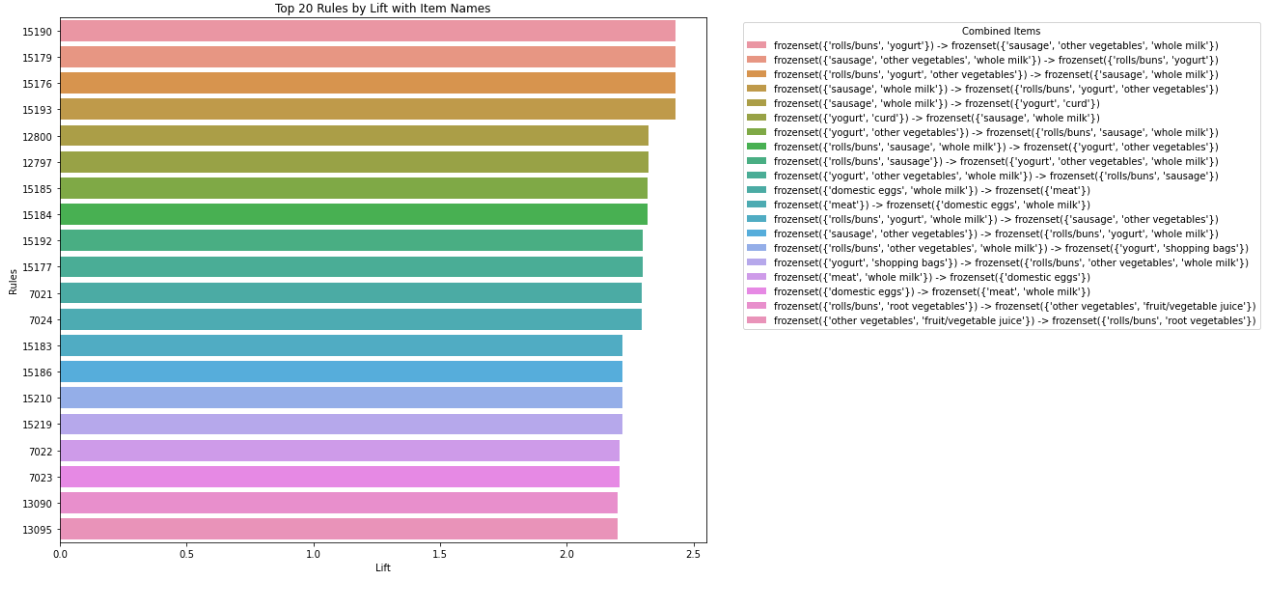 Top 20 Rules by Lift with Item Names
15190
15179
15176
15193
12800
12797
15185
15184
15192
15177
7021
7024
15183
15186
15210
15219
7022
7023
13090
13095
Rules
0.0 0.5 1.0 1.5 2.0 2.5
Lift
Combined Items
frozenset({'rolls/buns', 'yogurt'}) -> frozenset({'sausage', 'other vegetables', 'whole milk'})
frozenset({'sausage', 'other vegetables', 'whole milk'}) -> frozenset({'rolls/buns', 'yogurt'})
frozenset({'rolls/buns', 'yogurt', 'other vegetables'}) -> frozenset({'sausage', 'whole milk'})
frozenset({'sausage', 'whole milk'}) -> frozenset({'rolls/buns', 'yogurt', 'other vegetables'})
frozenset({'sausage', 'whole milk'}) -> frozenset({'yogurt', 'curd'})
frozenset({'yogurt', 'curd'}) -> frozenset({'sausage', 'whole milk'})
frozenset({'yogurt', 'other vegetables'}) -> frozenset({'rolls/buns', 'sausage', 'whole milk'})
frozenset({'rolls/buns', 'sausage', 'whole milk'}) -> frozenset({'yogurt', 'other vegetables'})
frozenset({'rolls/buns', 'sausage'}) -> frozenset({'yogurt', 'other vegetables', 'whole milk'})
frozenset({'yogurt', 'other vegetables', 'whole milk'}) -> frozenset({'rolls/buns', 'sausage'})
frozenset({'domestic eggs', 'whole milk'}) -> frozenset({'meat'})
frozenset({'meat'}) -> frozenset({'domestic eggs', 'whole milk'})
frozenset({'rolls/buns', 'yogurt', 'whole milk'}) -> frozenset({'sausage', 'other vegetables'})
frozenset({'sausage', 'other vegetables'}) -> frozenset({'rolls/buns', 'yogurt', 'whole milk'})
frozenset({'rolls/buns', 'other vegetables', 'whole milk'}) -> frozenset({'yogurt', 'shopping bags'})
frozenset({'yogurt', 'shopping bags'}) -> frozenset({'rolls/buns', 'other vegetables', 'whole milk'})
frozenset({'meat', 'whole milk'}) -> frozenset({'domestic eggs'})
frozenset({'domestic eggs'}) -> frozenset({'meat', 'whole milk'})
frozenset({'rolls/buns', 'root vegetables'}) -> frozenset({'other vegetables', 'fruit/vegetable juice'})
frozenset({'other vegetables', 'fruit/vegetable juice'}) -> frozenset({'rolls/buns', 'root vegetables'})